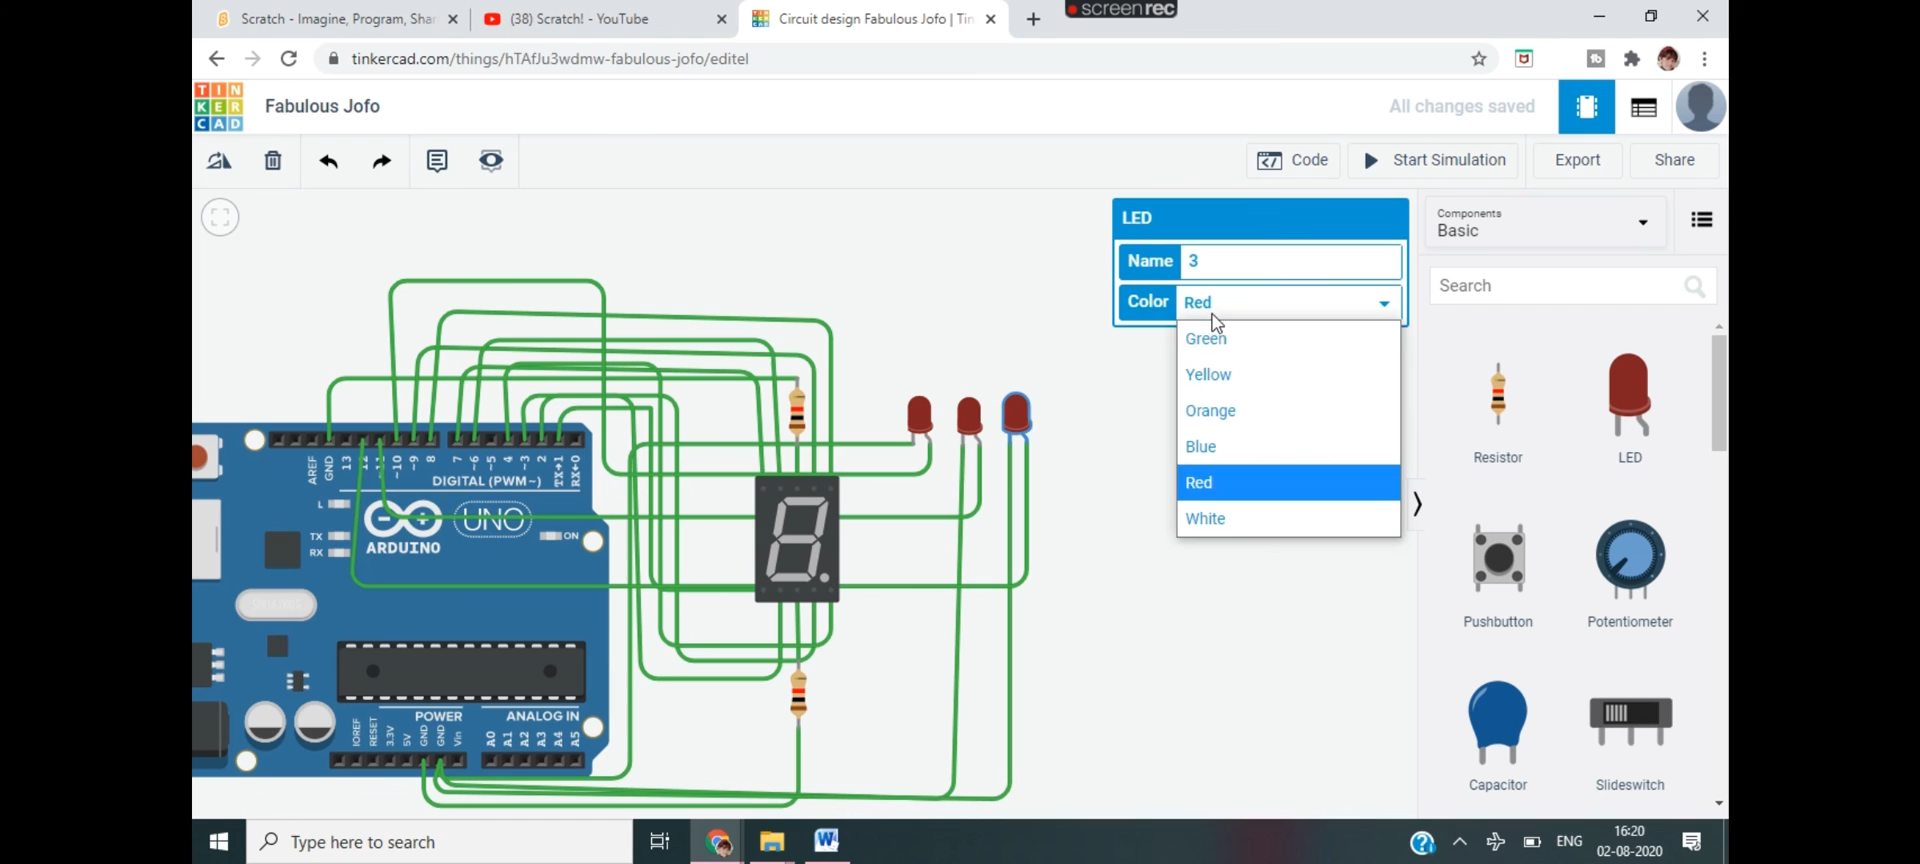 screenrec
Scratch - Imagine, Program, Shar
(38) Scratch! - YouTube
Circuit design Fabulous Jofo | Tin
tinkercad.com/things/hTAfJu3wdmw-fabulous-jofo/editel
TIN
KER
CAD
Fabulous Jofo
All changes saved
Code
Start Simulation
Export
Share
LED
Name
3
Color
Red
Green
Yellow
Orange
Blue
Red
White
Components
Basic
Search
Resistor
LED
Pushbutton
Potentiometer
Capacitor
Slideswitch
AREF
GND
13
12
~11
~10
~9
8
7
~6
~5
4
~3
2
TX→1
RX←0
DIGITAL (PWM~)
L
TX
RX
UNO
ARDUINO
ON
POWER
ANALOG IN
IOREF
RESET
3.3V
5V
GND
GND
Vin
A0
A1
A2
A3
A4
A5
Type here to search
ENG
16:20
02-08-2020